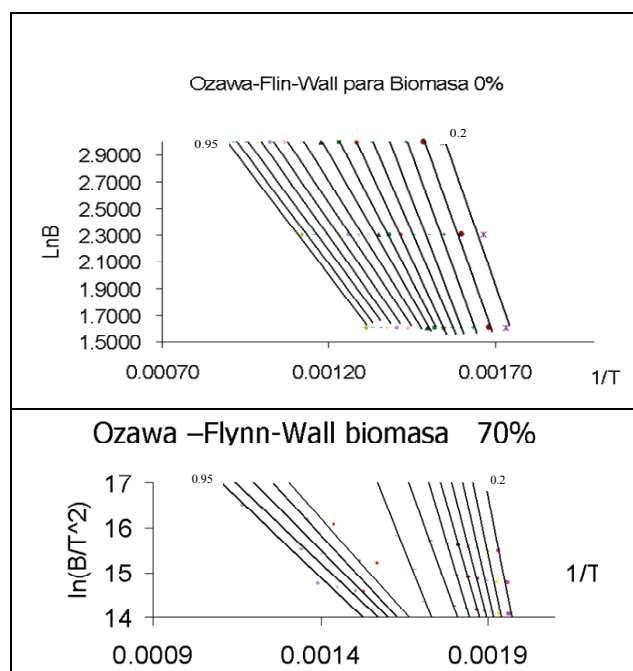 Ozawa-Flin-Wall para Biomasa 0%
0.95
0.2
2.9000
2.7000
2.5000
2.3000
2.1000
1.9000
1.7000
1.5000
LnB
0.00070 0.00120 0.00170 1/T
Ozawa –Flynn-Wall biomasa 70%
0.95
0.2
17
16
15
14
ln(B/T^2)
1/T
0.0009 0.0014 0.0019